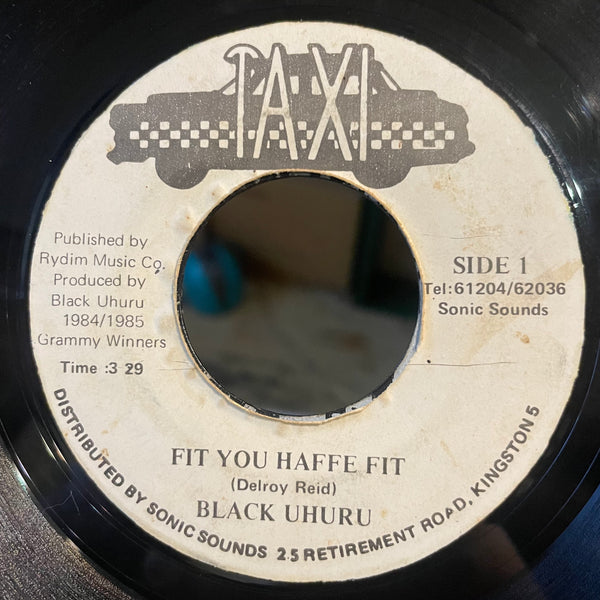 TAXI
Published by
Rydim Music Co.
Produced by
Black Uhuru
1984/1985
Grammy Winners
Time :3 29
SIDE 1
Tel:61204/62036
Sonic Sounds
FIT YOU HAFFE FIT
(Delroy Reid)
BLACK UHURU
DISTRIBUTED BY SONIC SOUNDS 25 RETIREMENT ROAD, KINGSTON 5